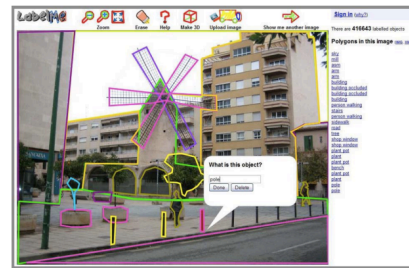 LabelMe
Zoom
Erase
Help
Make 3D
Upload Image
Show me another image
Sign in (why?)
There are 416643 labelled objects
Polygons in this image
sky
mill
arm
arm
arm
building
building occluded
building occluded
building
person walking
person walking
sidewalk
road
tree
shop window
shop window
plant pot
plant
plant pot
bench
plant pot
plant
pole
pole
What is this object?
pole
Done
Delete